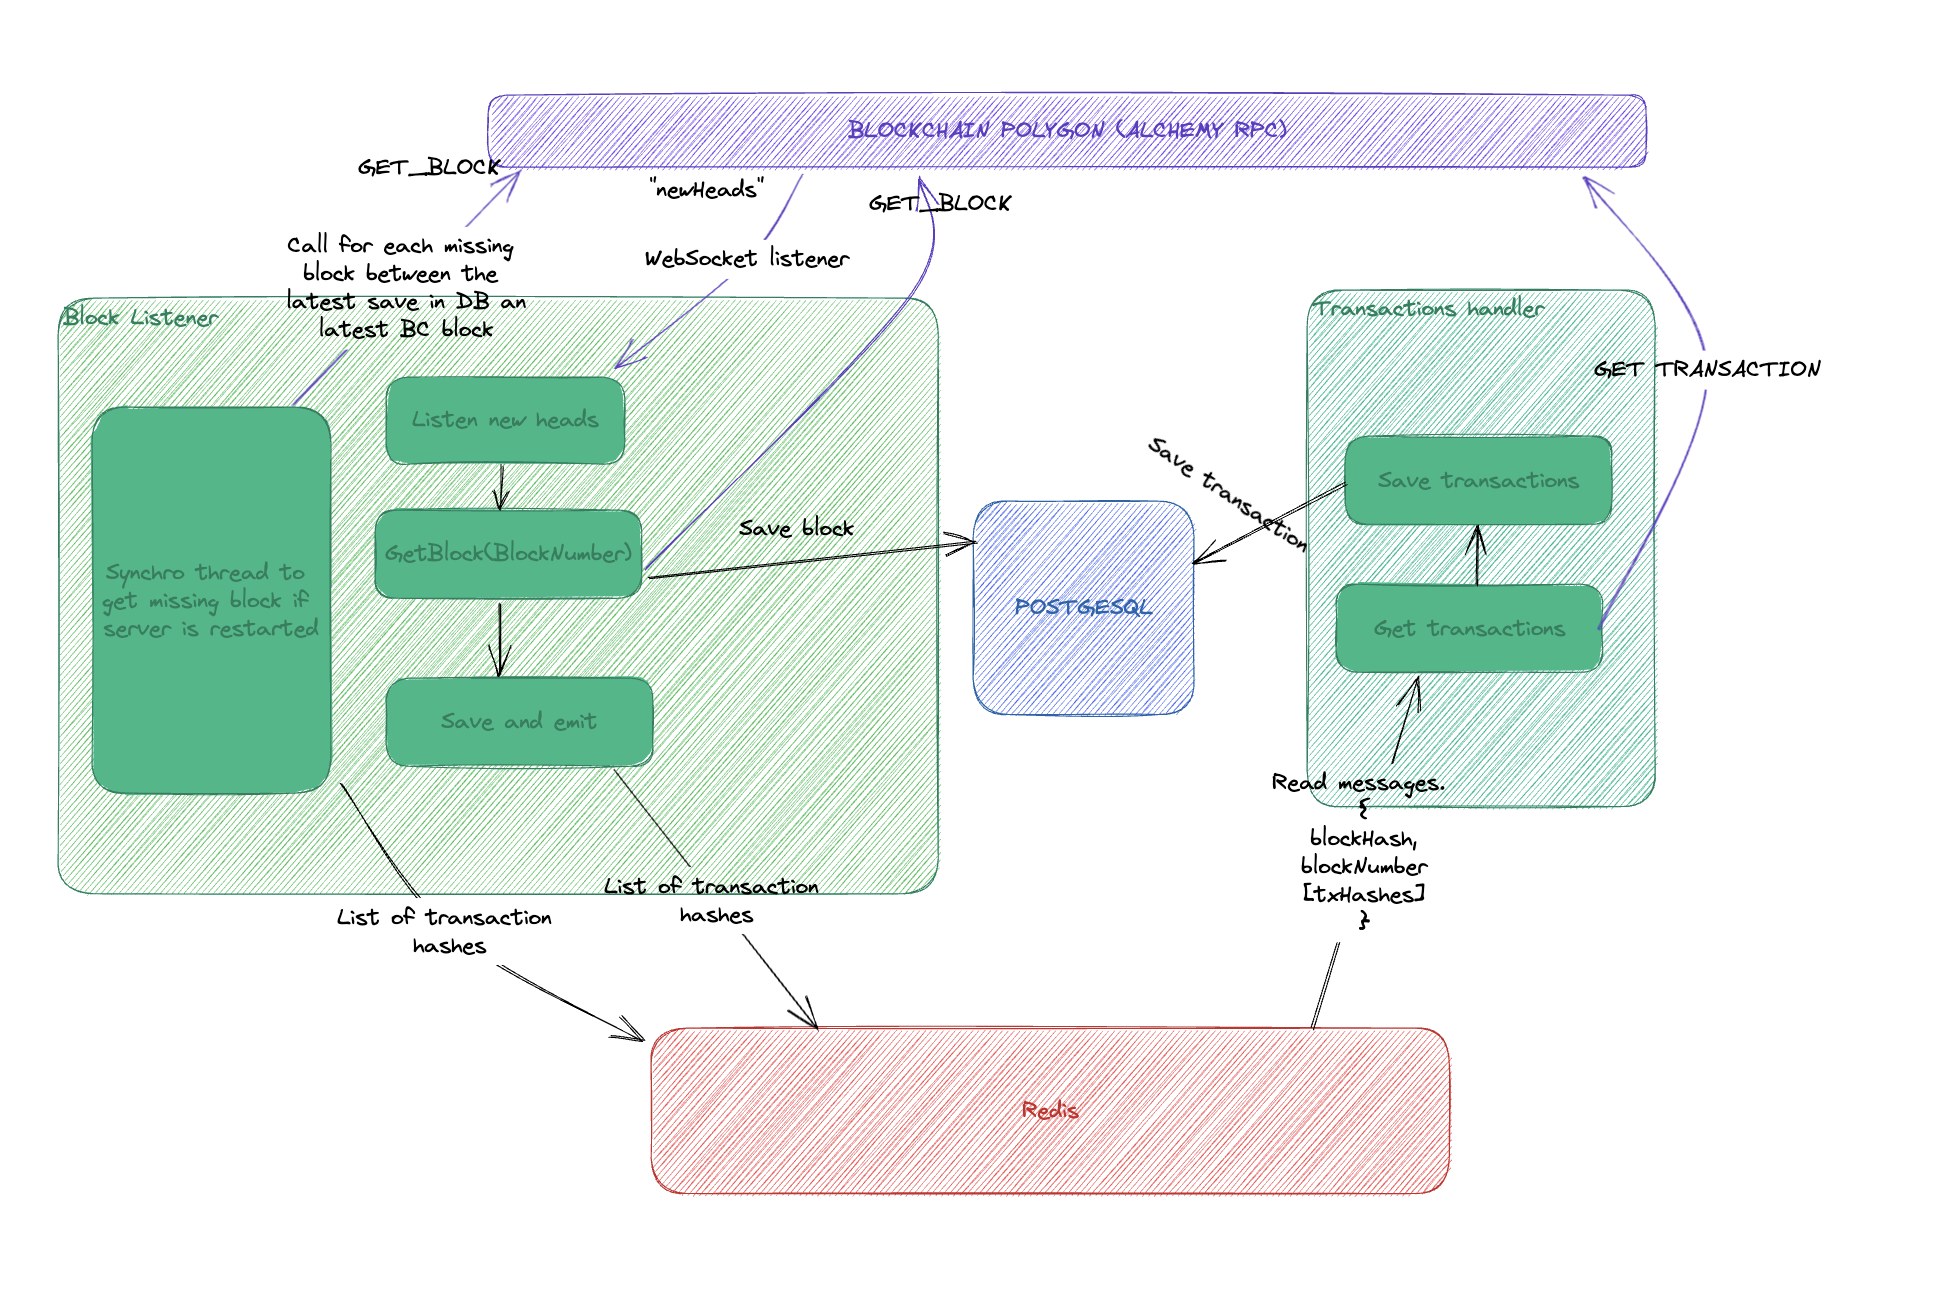 BLOCKCHAIN POLYGON (ALCHEMY RPC)
GET_BLOCK
"newHeads"
GET_BLOCK
Call for each missing
block between the
latest save in DB an
latest BC block
WebSocket listener
Block Listener
Transactions handler
GET TRANSACTION
Listen new heads
Save transaction
Save transactions
Save block
GetBlock(BlockNumber)
Synchro thread to
get missing block if
server is restarted
POSTGESQL
Get transactions
Save and emit
Read messages.
{
blockHash,
blockNumber
[txHashes]
}
List of transaction
hashes
List of transaction
hashes
Redis